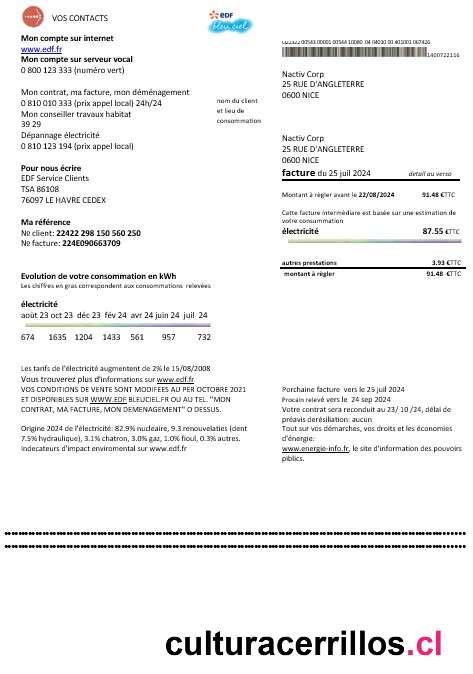 VOS CONTACTS
edf
bleu ciel
Mon compte sur internet
www.edf.fr
Mon compte sur serveur vocal
0 800 123 333 (numéro vert)
Mon contrat, ma facture, mon déménagement
0 810 010 333 (prix appel local) 24h/24
Mon conseiller travaux habitat
39 29
Dépannage électricité
0 810 123 194 (prix appel local)
nom du client
et lieu de
consommation
1400722116
Nactiv Corp
25 RUE D'ANGLETERRE
0600 NICE
Nactiv Corp
25 RUE D'ANGLETERRE
0600 NICE
Pour nous écrire
EDF Service Clients
TSA 86108
76097 LE HAVRE CEDEX
Ma référence
№ client: 22422 298 150 560 250
№ facture: 224E090663709
facture du 25 juil 2024 detail au verso
Montant à régler avant le 22/08/2024 91.48 €TTC
Catte facture intermédiaire est basée sur une estimation de
votre consommation
électricité 87.55 €TTC
autres prestations 3.93 €TTC
montant à régler 91.48 €TTC
Evolution de votre consommation en kWh
Les chiffres en gras correspondent aux consommations relevées
électricité
août 23 oct 23 déc 23 fév 24 avr 24 juin 24 juil 24
674 1635 1204 1433 561 957 732
Les tarifs de l'électricité augmentent de 2% le 15/08/2008
Vous trouverez plus d'informations sur www.edf.fr
VOS CONDITIONS DE VENTE SONT MODIFEES AU PER OCTOBRE 2021
ET DISPONIBLES SUR WWW.EDF BLEUCIEL.FR OU AU TEL. "MON
CONTRAT, MA FACTURE, MON DEMENAGEMENT" O DESSUS.
Origine 2024 de l'électricité: 82.9% nucléaire, 9.3 renouvelaties (dent
7.5% hydraulique), 3.1% chatron, 3.0% gaz, 1.0% fioul, 0.3% autres.
Indecateurs d'impact enviromental sur www.edf.fr
Porchaine facture vers le 25 juil 2024
Procain relevé vers le 24 sep 2024
Votre contrat sera reconduit au 23/ 10 /24, délai de
préavis derésiliation: aucun
Tout sur vos démarches, vos droits et les économies
d'énergie:
www.energie-info.fr, le site d'information des pouvoirs
piblics.
culturacerrillos.cl